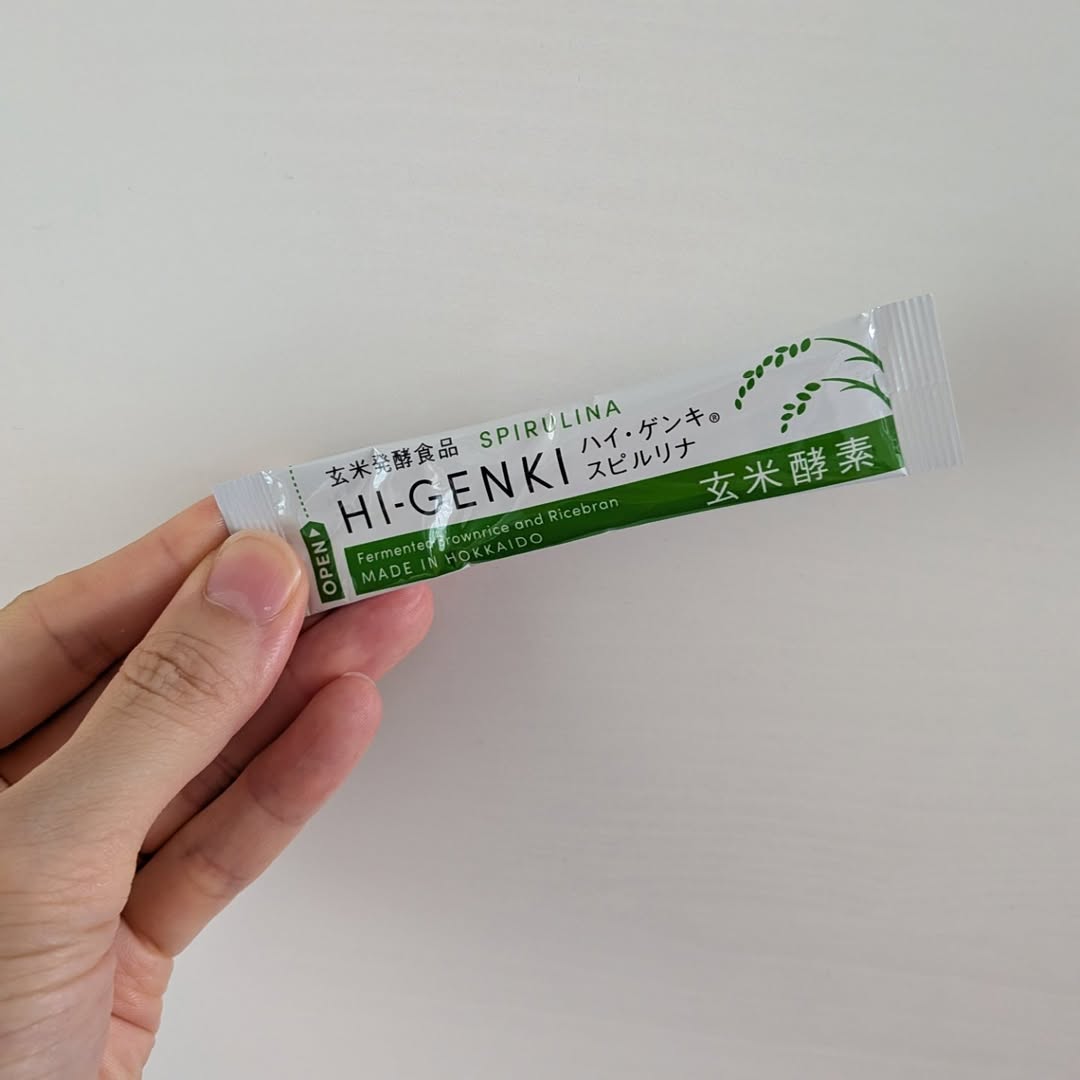 玄米発酵食品 SPIRULINA
HI-GENKI
ハイ・ゲンキ®
スピルリナ
Fermented Brownrice and Ricebran
MADE IN HOKKAIDO
玄米酵素
OPEN